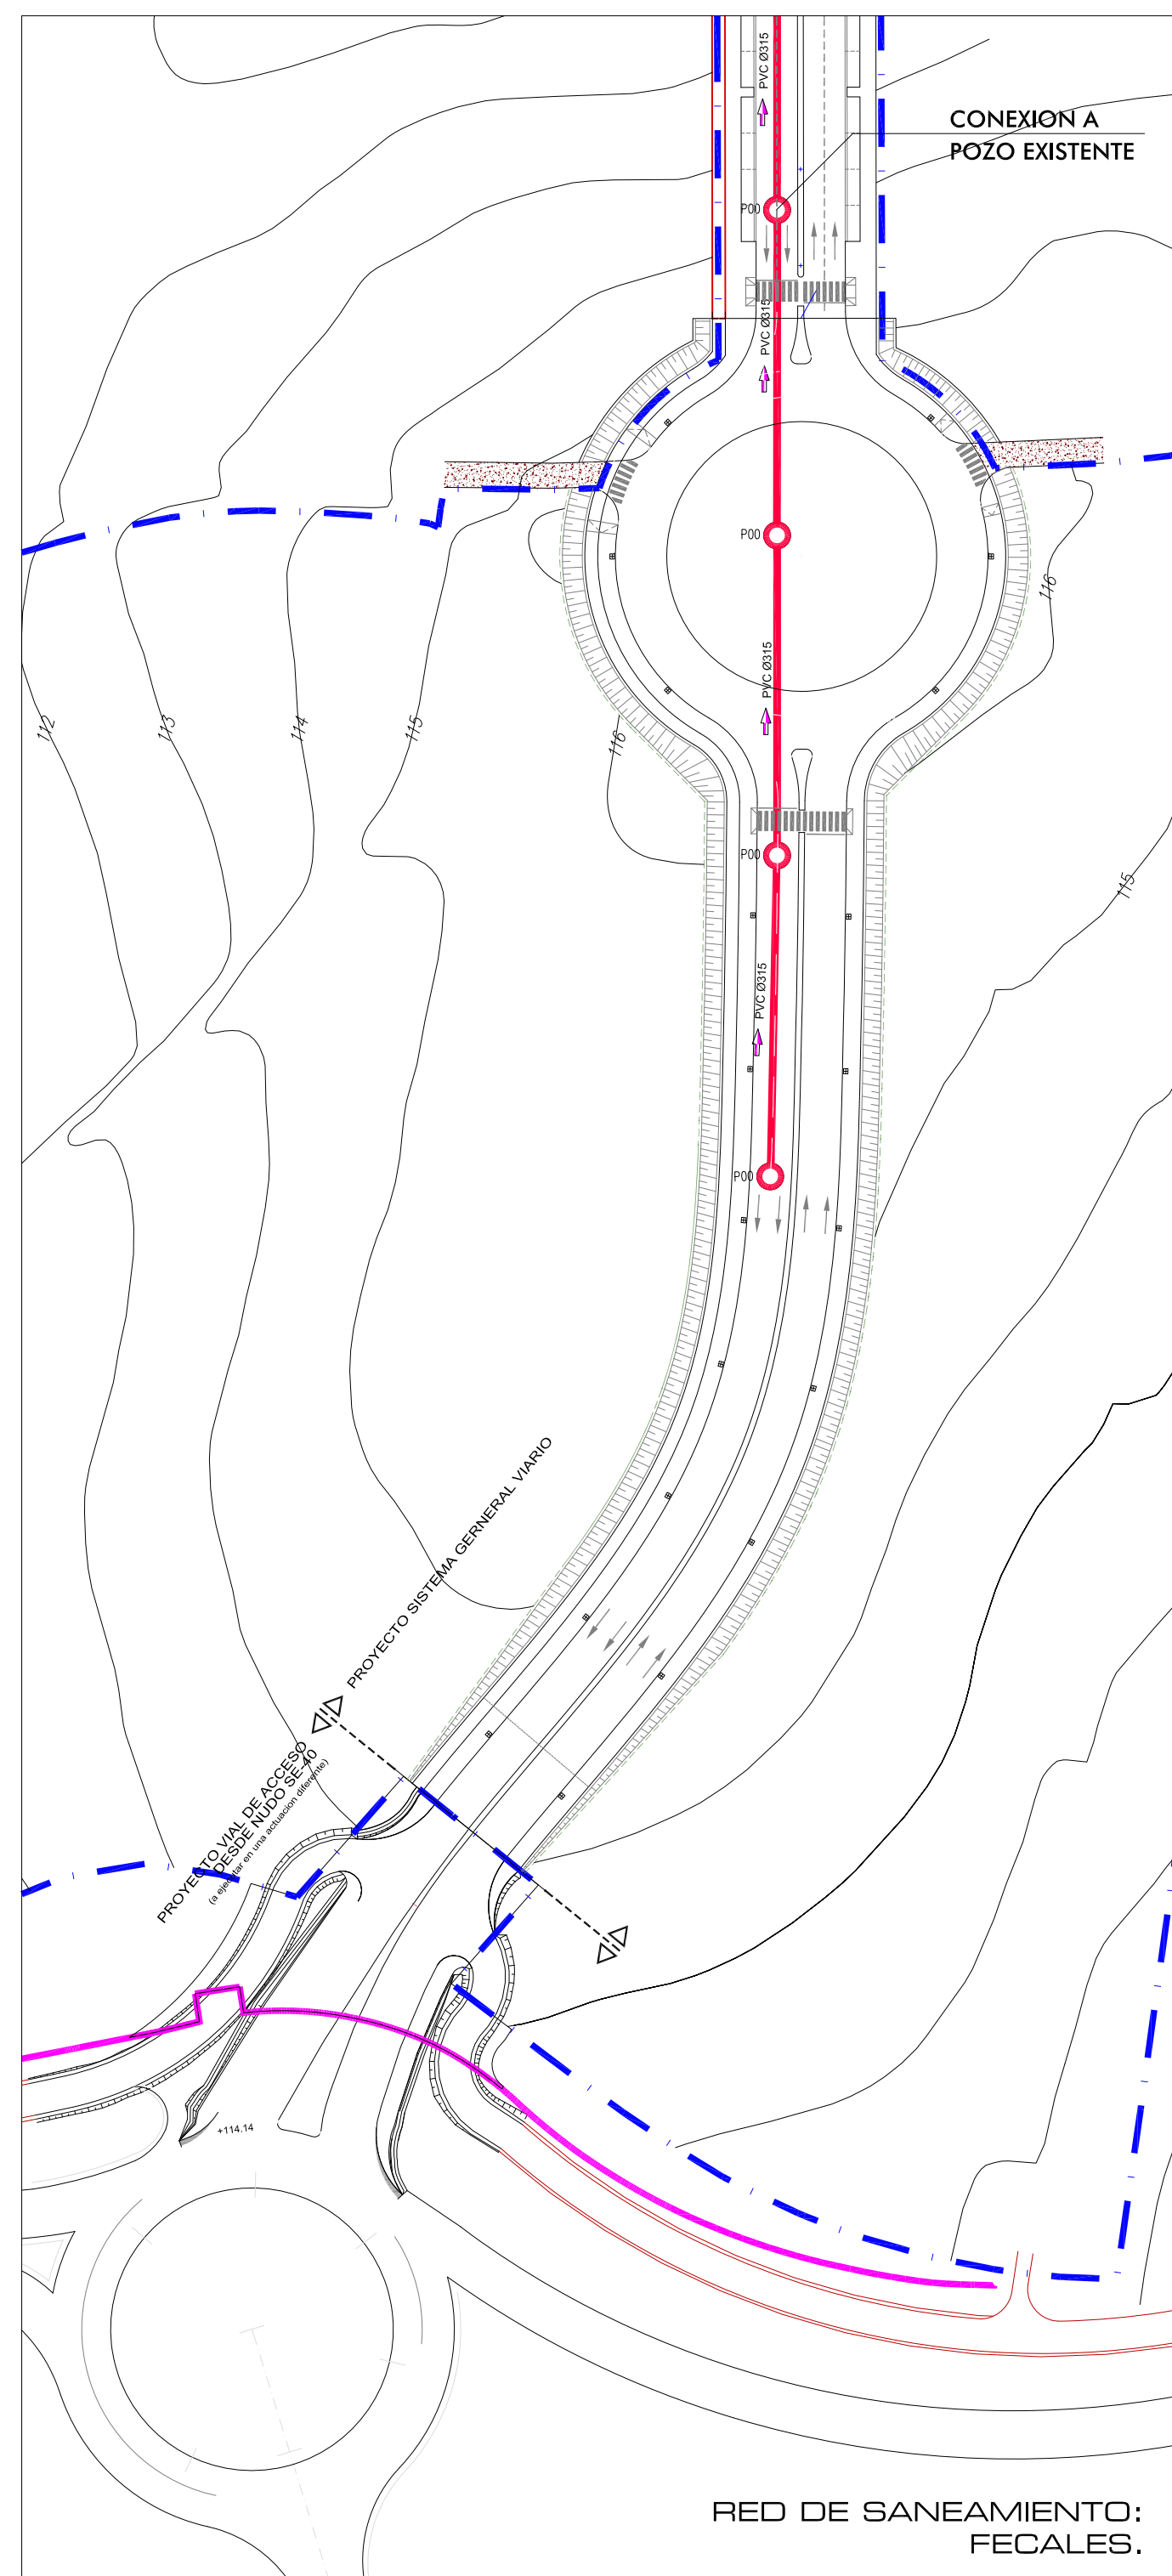 PVC Ø315
CONEXION A
POZO EXISTENTE
P00
PVC Ø315
P00
116
PVC Ø315
112
113
114
115
116
P00
115
PVC Ø315
P00
PROYECTO SISTEMA GERNERAL VIARIO
PROYECTO VIAL DE ACCESO
DESDE NUDO SE-40
(a ejecutar en una actuacion diferente)
+114.14
RED DE SANEAMIENTO:
FECALES.